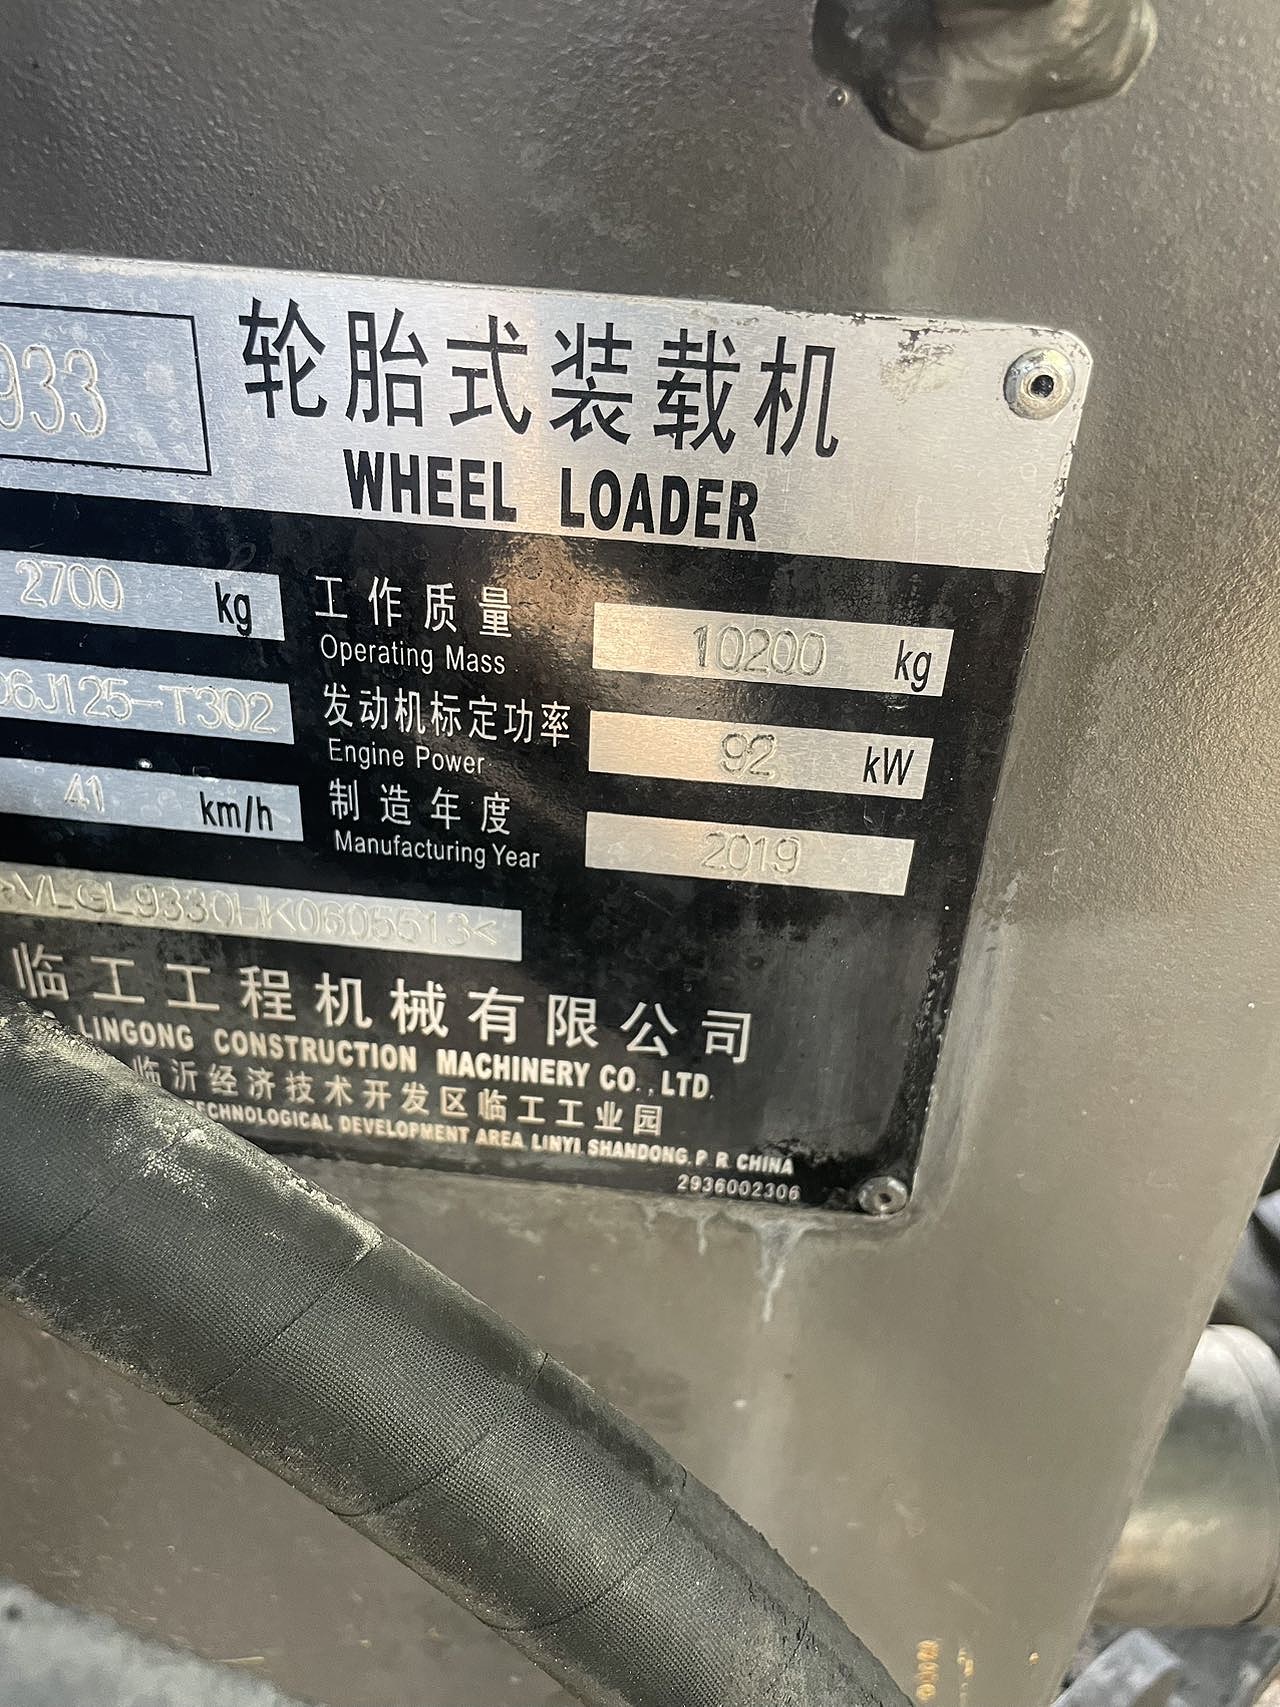 933
轮胎式装载机
WHEEL LOADER
2700 kg
工作质量
Operating Mass
10200 kg
06J125-T302
发动机标定功率
Engine Power
92 kW
41 km/h
制造年度
Manufacturing Year
2019
>VLGL9330HK0605513<
临工工程机械有限公司
LINGONG CONSTRUCTION MACHINERY CO.,LTD.
临沂经济技术开发区临工工业园
TECHNOLOGICAL DEVELOPMENT AREA LINYI SHANDONG. P. R. CHINA
2936002306